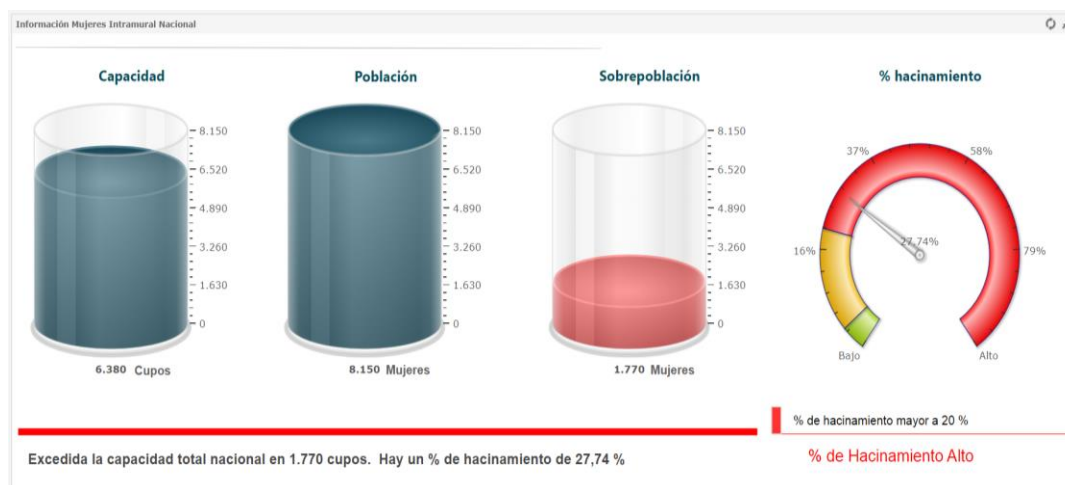 Información Mujeres Intramural Nacional
Capacidad
Población
Sobrepoblación
% hacinamiento
8.150
6.520
4.890
3.260
1.630
0
6.380 Cupos
8.150
6.520
4.890
3.260
1.630
0
8.150 Mujeres
8.150
6.520
4.890
3.260
1.630
0
1.770 Mujeres
37%
58%
16%
27,74%
79%
Bajo
Alto
% de hacinamiento mayor a 20 %
Excedida la capacidad total nacional en 1.770 cupos. Hay un % de hacinamiento de 27,74 %
% de Hacinamiento Alto